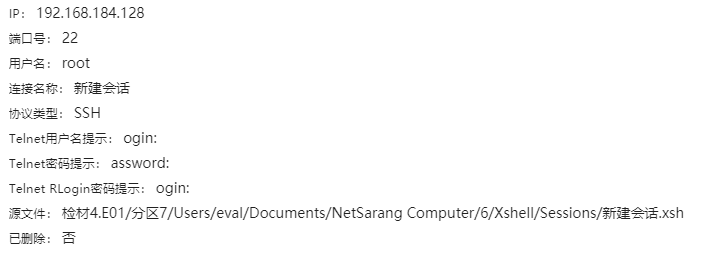 IP： 192.168.184.128
端口号： 22
用户名： root
连接名称： 新建会话
协议类型： SSH
Telnet用户名提示： ogin:
Telnet密码提示： assword:
Telnet RLogin密码提示： ogin:
源文件： 检材4.E01/分区7/Users/eval/Documents/NetSarang Computer/6/Xshell/Sessions/新建会话.xsh
已删除： 否